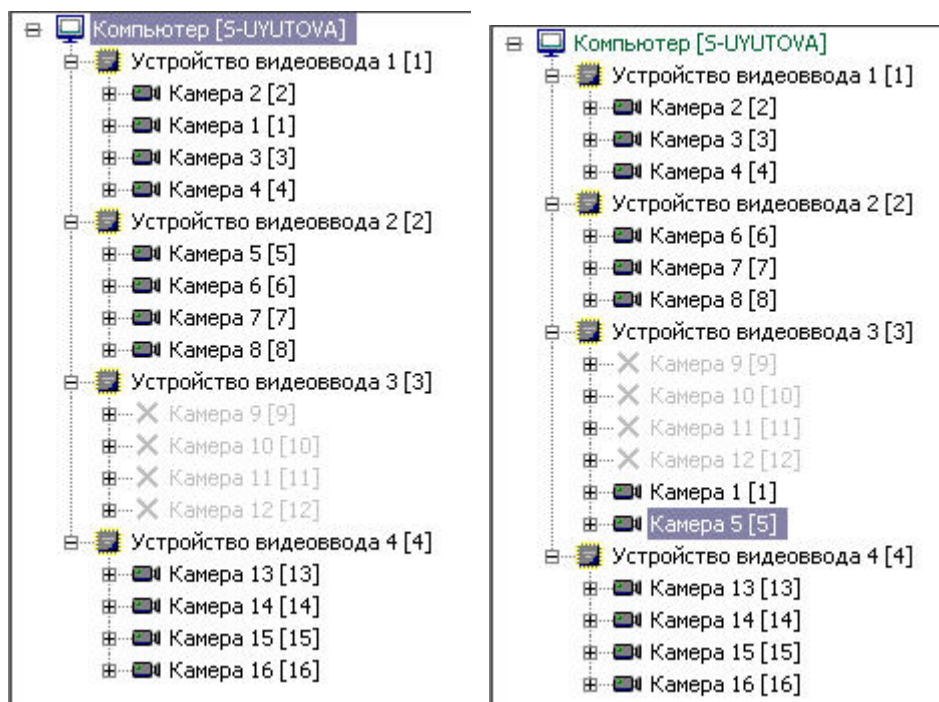 Компьютер [S-UYUTOVA]
Устройство видеоввода 1 [1]
Камера 2 [2]
Камера 1 [1]
Камера 3 [3]
Камера 4 [4]
Устройство видеоввода 2 [2]
Камера 5 [5]
Камера 6 [6]
Камера 7 [7]
Камера 8 [8]
Устройство видеоввода 3 [3]
Камера 9 [9]
Камера 10 [10]
Камера 11 [11]
Камера 12 [12]
Устройство видеоввода 4 [4]
Камера 13 [13]
Камера 14 [14]
Камера 15 [15]
Камера 16 [16]
Компьютер [S-UYUTOVA]
Устройство видеоввода 1 [1]
Камера 2 [2]
Камера 3 [3]
Камера 4 [4]
Устройство видеоввода 2 [2]
Камера 6 [6]
Камера 7 [7]
Камера 8 [8]
Устройство видеоввода 3 [3]
Камера 9 [9]
Камера 10 [10]
Камера 11 [11]
Камера 12 [12]
Камера 1 [1]
Камера 5 [5]
Устройство видеоввода 4 [4]
Камера 13 [13]
Камера 14 [14]
Камера 15 [15]
Камера 16 [16]